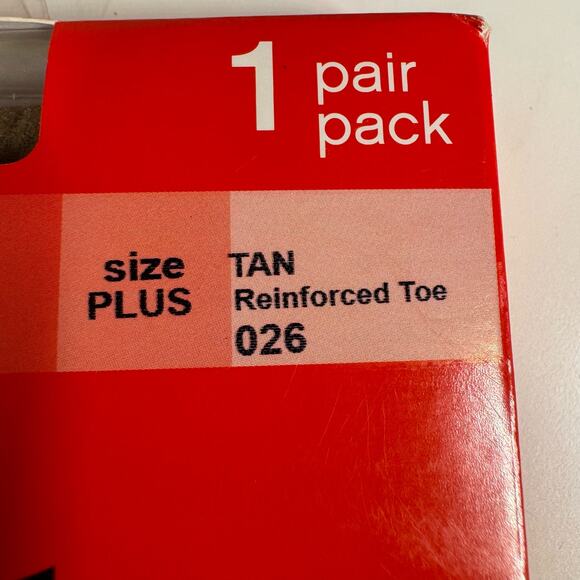 1 pair
pack
size
PLUS
TAN
Reinforced Toe
026